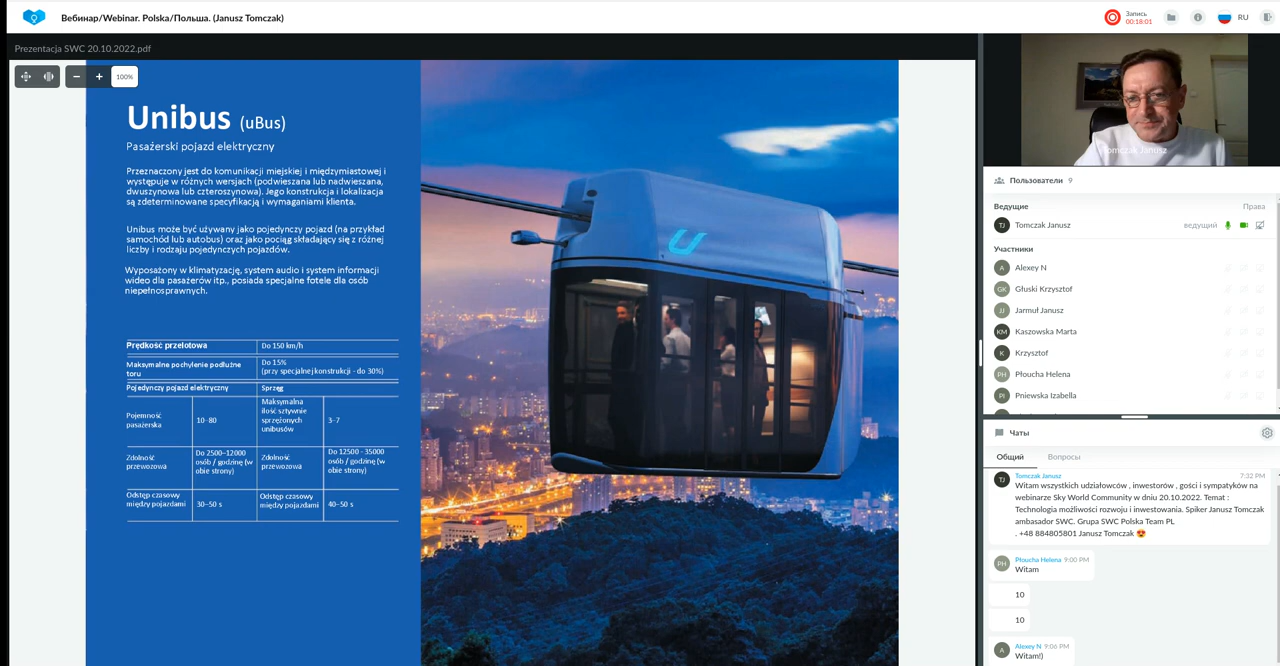 Вебинар/Webinar. Polska/Польша. (Janusz Tomczak)
Запись
00:18:01
RU
Prezentacja SWC 20.10.2022.pdf
100%
Unibus (uBus)
Pasażerski pojazd elektryczny
Przeznaczony jest do komunikacji miejskiej i międzymiastowej i
występuje w różnych wersjach (podwieszana lub nadwieszana,
dwuszynowa lub czteroszynowa). Jego konstrukcja i lokalizacja
są zdeterminowane specyfikacją i wymaganiami klienta.
Unibus może być używany jako pojedynczy pojazd (na przykład
samochód lub autobus) oraz jako pociąg składający się z różnej
liczby i rodzaju pojedynczych pojazdów.
Wyposażony w klimatyzację, system audio i system informacji
wideo dla pasażerów itp., posiada specjalne fotele dla osób
niepełnosprawnych.
Prędkość przelotowa
Do 150 km/h
Maksymalne pochylenie podłużne
toru
Do 15%
(przy specjalnej konstrukcji - do 30%)
Pojedynczy pojazd elektryczny
Sprzęg
Pojemność
pasażerska
10–80
Maksymalna
ilość sztywnie
sprzężonych
unibusów
3–7
Zdolność
przewozowa
Do 2500–12000
osób / godzinę (w
obie strony)
Zdolność
przewozowa
Do 12500 - 35000
osób / godzinę (w
obie strony)
Odstęp czasowy
między pojazdami
30–50 s
Odstęp czasowy
między pojazdami
40–50 s
Tomczak Janusz
Пользователи 9
Ведущие
Права
TJ Tomczak Janusz
ведущий
Участники
A Alexey N
GK Głuski Krzysztof
JJ Jarmuł Janusz
KM Kaszowska Marta
K Krzysztof
PH Płoucha Helena
PI Pniewska Izabella
Чаты
Общий
Вопросы
TJ Tomczak Janusz 7:32 PM
Witam wszystkich udziałowców , inwestorów , gości i sympatyków na
webinarze Sky World Community w dniu 20.10.2022. Temat :
Technologia możliwości rozwoju i inwestowania. Spiker Janusz Tomczak
ambasador SWC. Grupa SWC Polska Team PL
. +48 884805801 Janusz Tomczak 😍
PH Płoucha Helena 9:00 PM
Witam
10
10
A Alexey N 9:06 PM
Witam!)